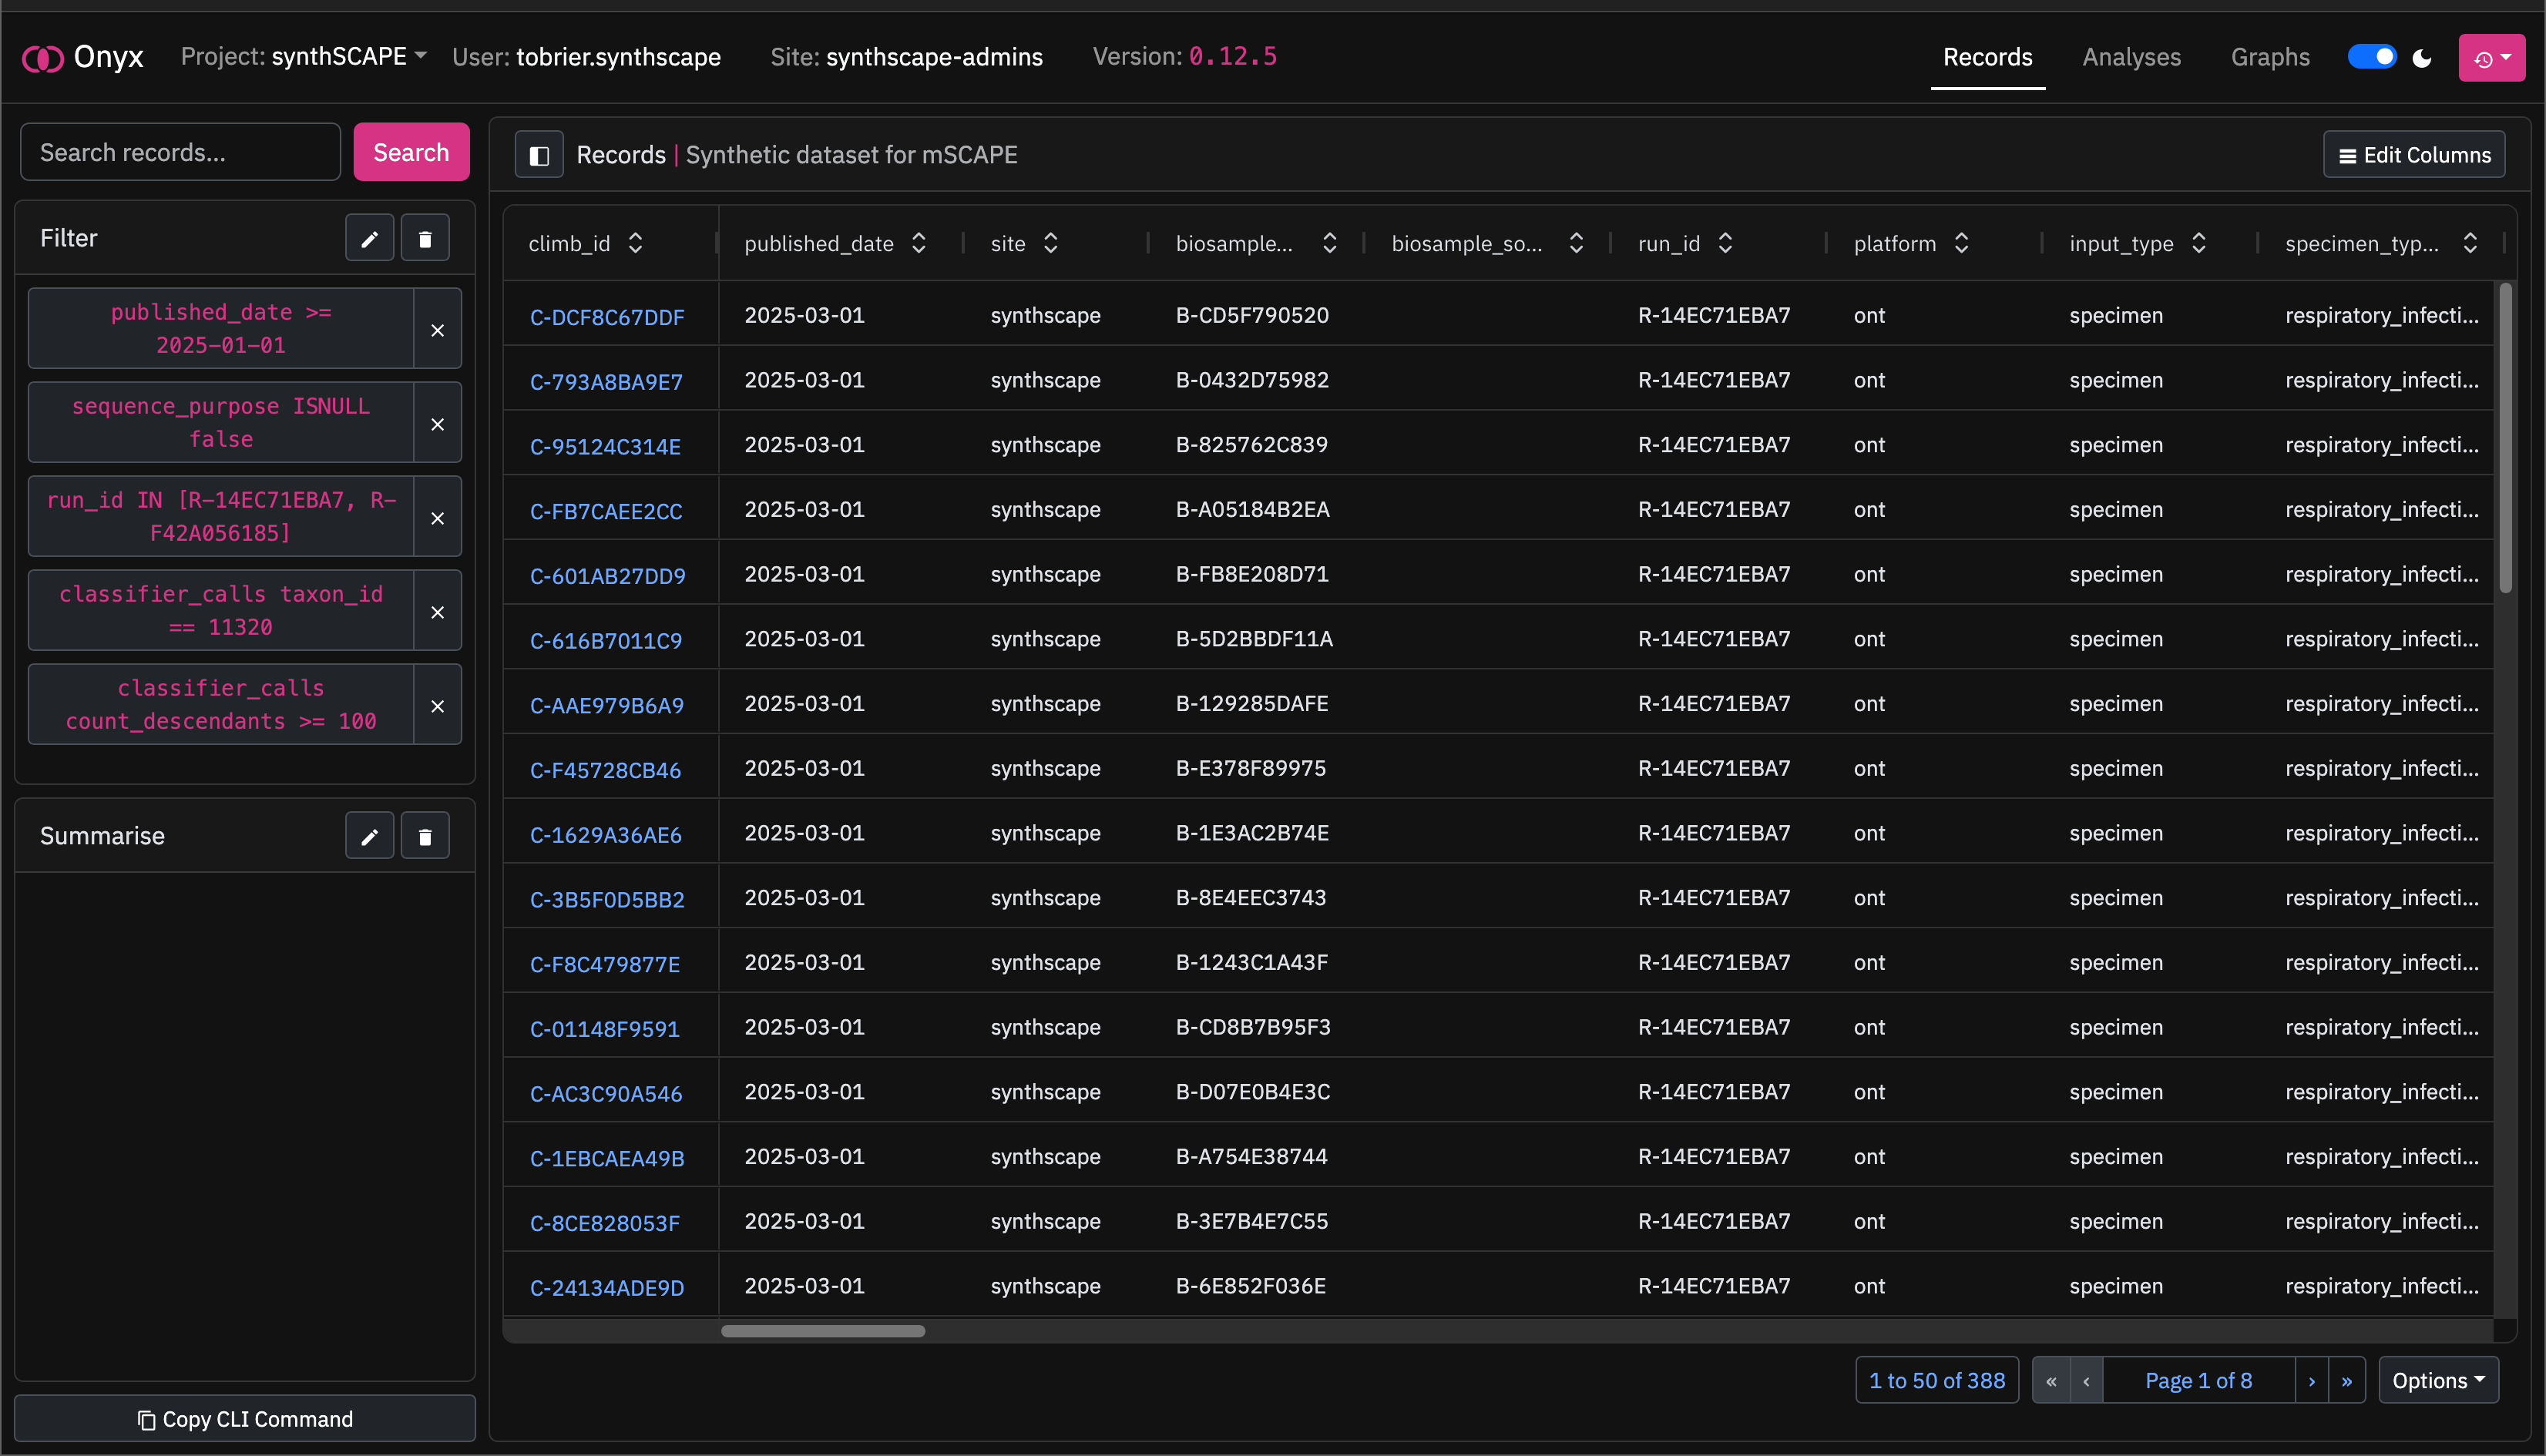 Onyx Project: synthSCAPE User: tobrier.synthscape Site: synthscape-admins Version: 0.12.5 Records Analyses Graphs
Search records... Search
Filter
published_date >=
2025-01-01
sequence_purpose ISNULL
false
run_id IN [R-14EC71EBA7, R-
F42A056185]
classifier_calls taxon_id
== 11320
classifier_calls
count_descendants >= 100
Summarise
Copy CLI Command
Records | Synthetic dataset for mSCAPE Edit Columns
climb_id published_date site biosample... biosample_so... run_id platform input_type specimen_typ...
C-DCF8C67DDF 2025-03-01 synthscape B-CD5F790520 R-14EC71EBA7 ont specimen respiratory_infecti...
C-793A8BA9E7 2025-03-01 synthscape B-0432D75982 R-14EC71EBA7 ont specimen respiratory_infecti...
C-95124C314E 2025-03-01 synthscape B-825762C839 R-14EC71EBA7 ont specimen respiratory_infecti...
C-FB7CAEE2CC 2025-03-01 synthscape B-A05184B2EA R-14EC71EBA7 ont specimen respiratory_infecti...
C-601AB27DD9 2025-03-01 synthscape B-FB8E208D71 R-14EC71EBA7 ont specimen respiratory_infecti...
C-616B7011C9 2025-03-01 synthscape B-5D2BBDF11A R-14EC71EBA7 ont specimen respiratory_infecti...
C-AAE979B6A9 2025-03-01 synthscape B-129285DAFE R-14EC71EBA7 ont specimen respiratory_infecti...
C-F45728CB46 2025-03-01 synthscape B-E378F89975 R-14EC71EBA7 ont specimen respiratory_infecti...
C-1629A36AE6 2025-03-01 synthscape B-1E3AC2B74E R-14EC71EBA7 ont specimen respiratory_infecti...
C-3B5F0D5BB2 2025-03-01 synthscape B-8E4EEC3743 R-14EC71EBA7 ont specimen respiratory_infecti...
C-F8C479877E 2025-03-01 synthscape B-1243C1A43F R-14EC71EBA7 ont specimen respiratory_infecti...
C-01148F9591 2025-03-01 synthscape B-CD8B7B95F3 R-14EC71EBA7 ont specimen respiratory_infecti...
C-AC3C90A546 2025-03-01 synthscape B-D07E0B4E3C R-14EC71EBA7 ont specimen respiratory_infecti...
C-1EBCAEA49B 2025-03-01 synthscape B-A754E38744 R-14EC71EBA7 ont specimen respiratory_infecti...
C-8CE828053F 2025-03-01 synthscape B-3E7B4E7C55 R-14EC71EBA7 ont specimen respiratory_infecti...
C-24134ADE9D 2025-03-01 synthscape B-6E852F036E R-14EC71EBA7 ont specimen respiratory_infecti...
1 to 50 of 388 « ‹ Page 1 of 8 › » Options